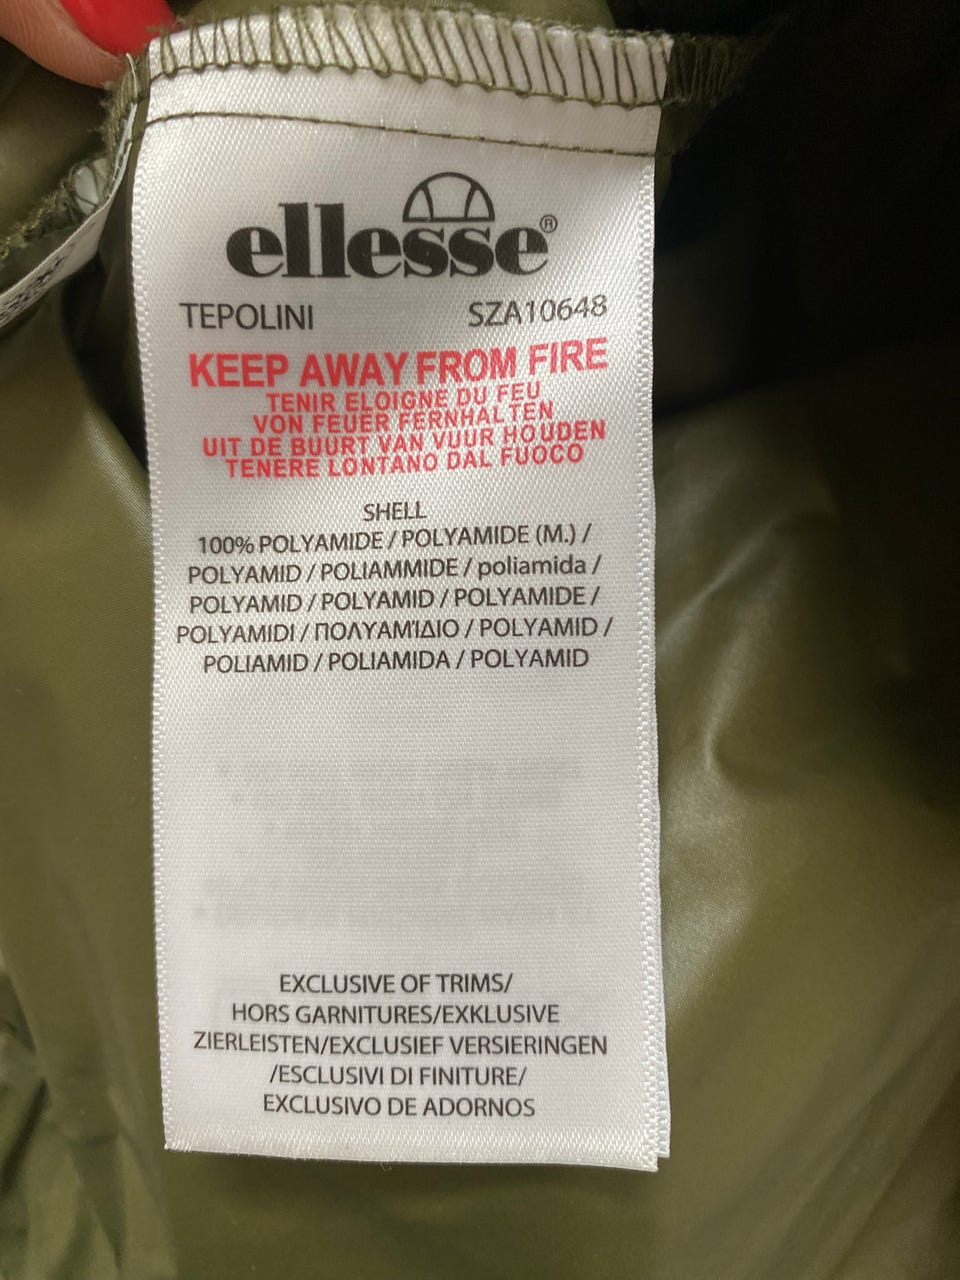 ellesse®
TEPOLINI SZA10648
KEEP AWAY FROM FIRE
TENIR ELOIGNE DU FEU
VON FEUER FERNHALTEN
UIT DE BUURT VAN VUUR HOUDEN
TENERE LONTANO DAL FUOCO
SHELL
100% POLYAMIDE / POLYAMIDE (M.) /
POLYAMID / POLIAMMIDE / poliamida /
POLYAMID / POLYAMID / POLYAMIDE /
POLYAMIDI / ΠΟΛΥΑΜΊΔΙΟ / POLYAMID /
POLIAMID / POLIAMIDA / POLYAMID
EXCLUSIVE OF TRIMS/
HORS GARNITURES/EXKLUSIVE
ZIERLEISTEN/EXCLUSIEF VERSIERINGEN
/ESCLUSIVI DI FINITURE/
EXCLUSIVO DE ADORNOS